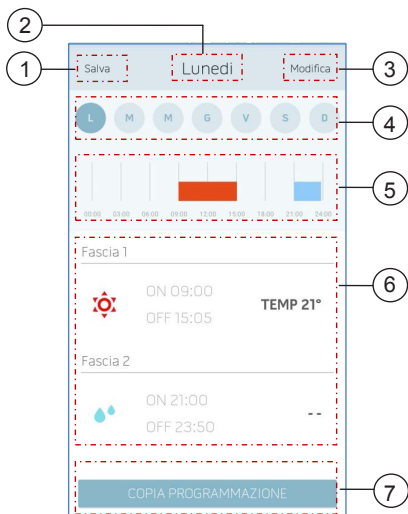 2
1
Salva
Lunedi
Modifica
3
L M M G V S D
4
5
00:00 03:00 06:00 09:00 12:00 15:00 18:00 21:00 24:00
Fascia 1
6
ON 09:00
TEMP 21°
OFF 15:05
Fascia 2
ON 21:00
--
OFF 23:50
COPIA PROGRAMMAZIONE
7